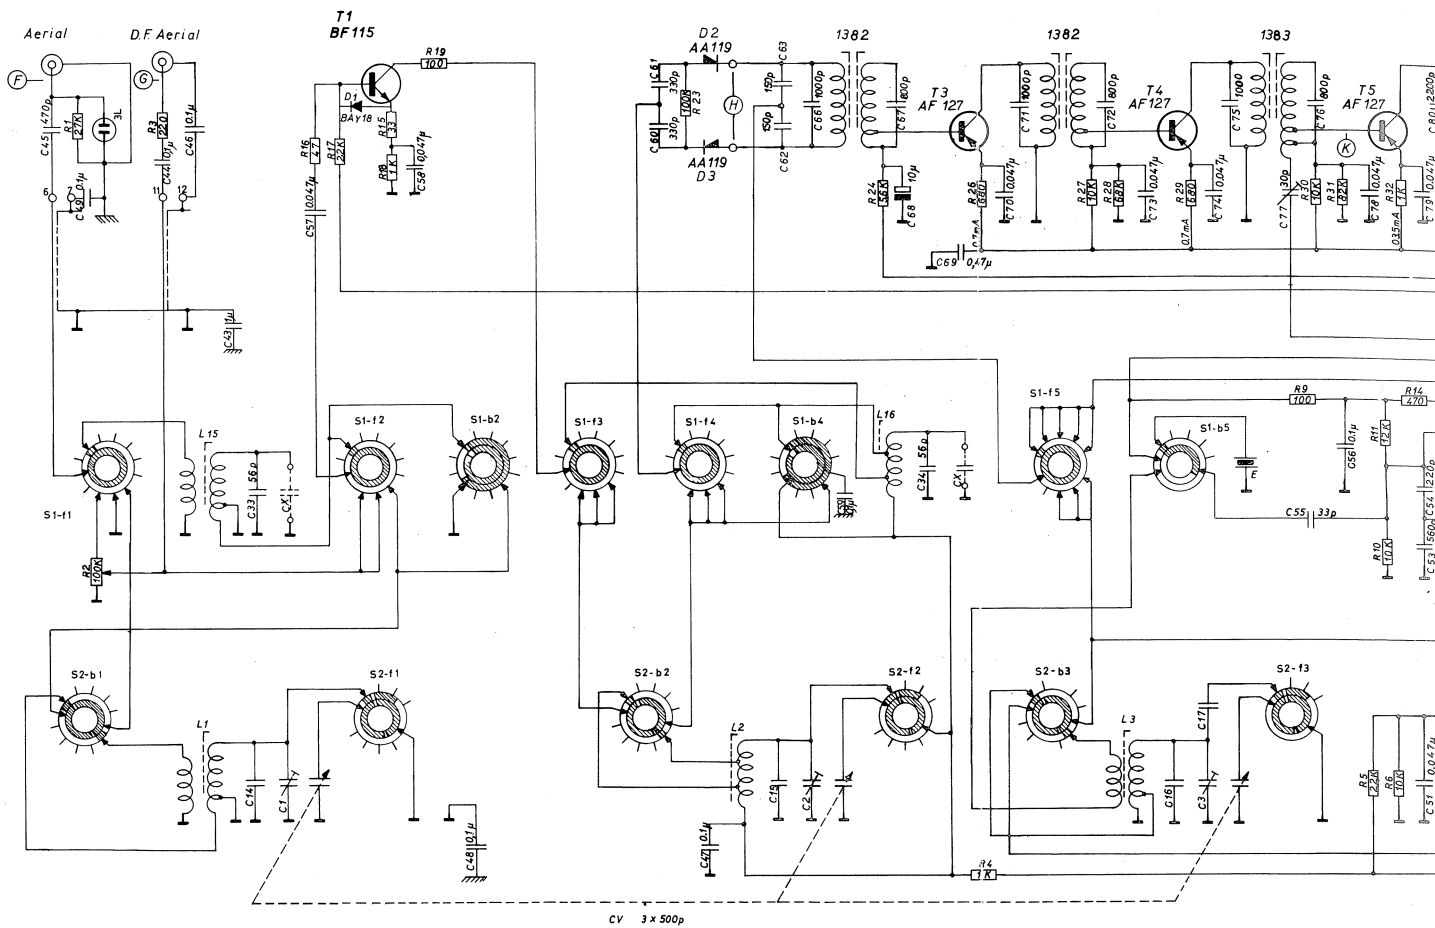 Aerial
D.F. Aerial
T1
BF115
D2
AA119
1382
1382
1383
F
G
C45 470p
R1
27K
3L
R3
220
C46 0,1µ
C44 0,1µ
6
7
11
12
C49 0,1µ
C43 1µ
R19
100
D1
BAY18
R15
33
R16
47
R17
22K
R18
1K
C58 0,047µ
C57 0,047µ
C61
330p
C60
330p
100K
R23
H
AA119
D3
C63
150p
150p
C62
1000p
C66
800p
C67
T3
AF127
R24
56K
10µ
C68
R26
680
0,047µ
C70
0,7mA
C69 0,47µ
1000p
C71
800p
C72
T4
AF127
R27
10K
R28
68K
0,047µ
C73
R29
680
0,047µ
C74
0,7mA
1000
C75
800p
C76
T5
AF127
K
30p
C77
10K
R31
82K
0,047µ
C78
R32
1K
0,047µ
C79
0,35mA
2200p
S1-f1
L15
56p
C33
CX
R2
100K
S1-f2
S1-b2
S1-f3
S1-f4
S1-b4
L16
56p
C34
CX
S1-f5
S1-b5
E
R9
100
R14
470
0,1µ
C56
R11
12K
C55 33p
R10
10K
220p
C54
560p
C53
S2-b1
L1
C14
C1
S2-f1
C48 0,1µ
S2-b2
L2
C15
C2
S2-f2
C47 0,1µ
R4
1K
S2-b3
L3
C16
C17
C3
S2-f3
R5
2,2K
R6
10K
0,047µ
C51
CV 3 x 500p